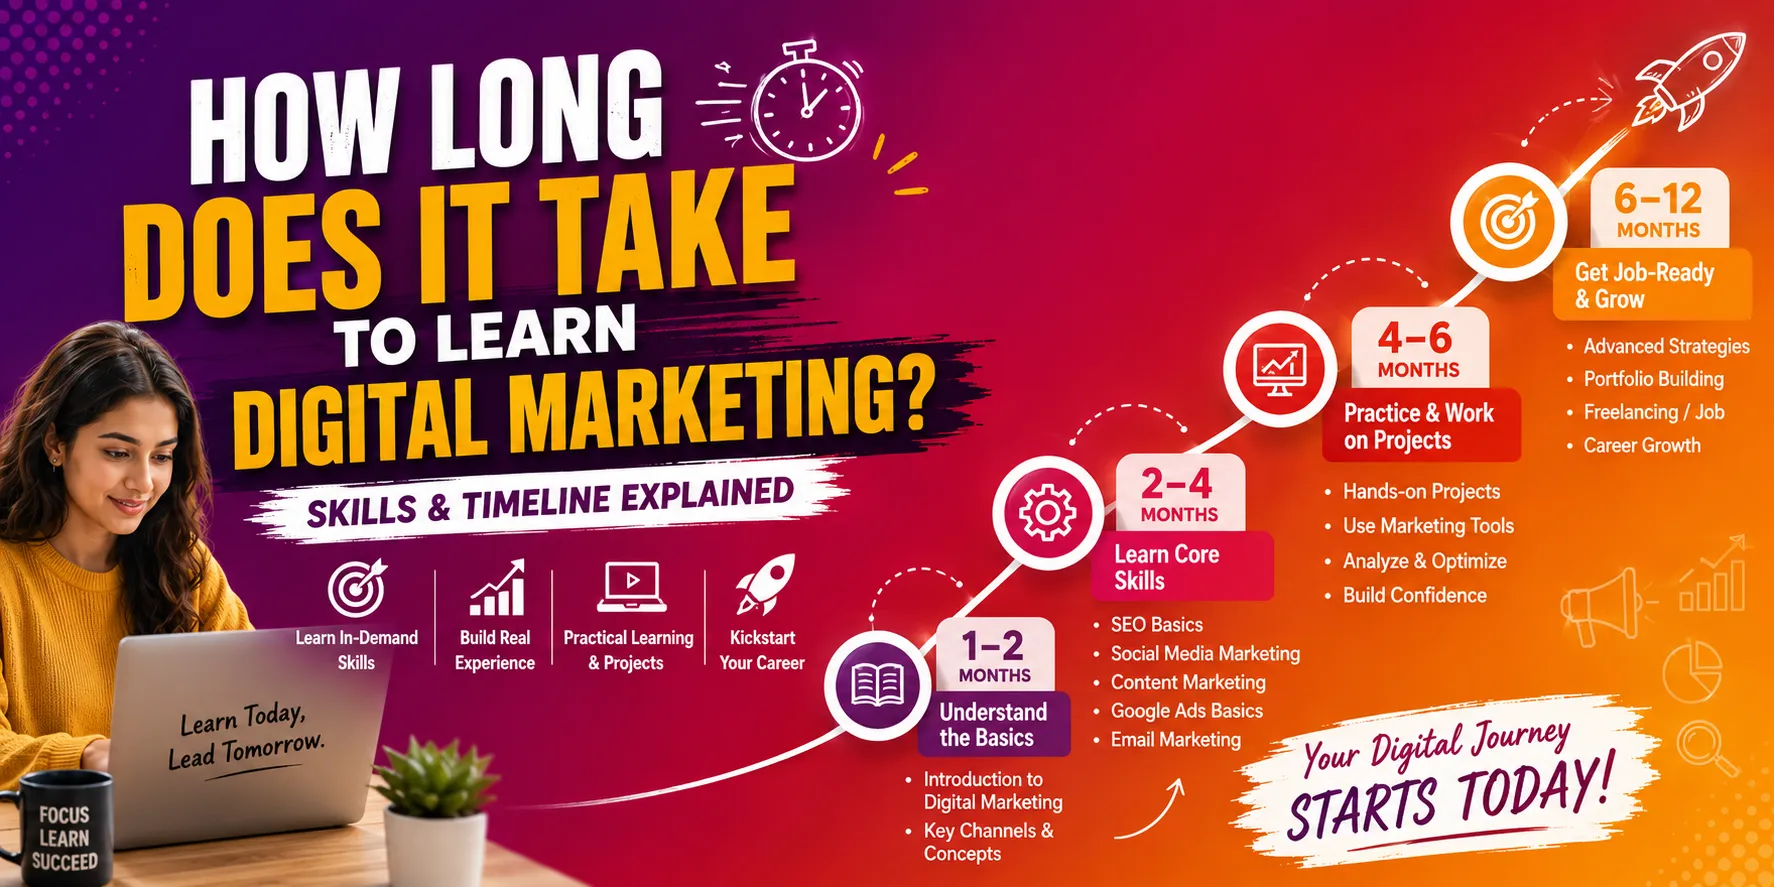 HOW LONG
DOES IT TAKE
TO LEARN
DIGITAL MARKETING?
SKILLS & TIMELINE EXPLAINED
Learn In-Demand
Skills
Build Real
Experience
Practical Learning
& Projects
Kickstart
Your Career
Learn Today,
Lead Tomorrow.
FOCUS
LEARN
SUCCEED
1–2
MONTHS
Understand
the Basics
• Introduction to
Digital Marketing
• Key Channels &
Concepts
2–4
MONTHS
Learn Core
Skills
• SEO Basics
• Social Media Marketing
• Content Marketing
• Google Ads Basics
• Email Marketing
4–6
MONTHS
Practice & Work
on Projects
• Hands-on Projects
• Use Marketing Tools
• Analyze & Optimize
• Build Confidence
6–12
MONTHS
Get Job-Ready
& Grow
• Advanced Strategies
• Portfolio Building
• Freelancing / Job
• Career Growth
Your Digital Journey
STARTS TODAY!